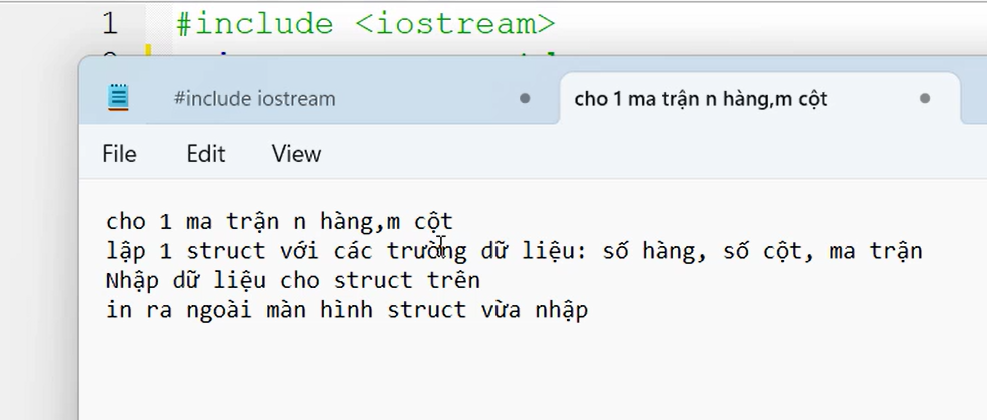 1 #include <iostream>
#include iostream
cho 1 ma trận n hàng,m cột
File Edit View
cho 1 ma trận n hàng,m cột
lập 1 struct với các trường dữ liệu: số hàng, số cột, ma trận
Nhập dữ liệu cho struct trên
in ra ngoài màn hình struct vừa nhập